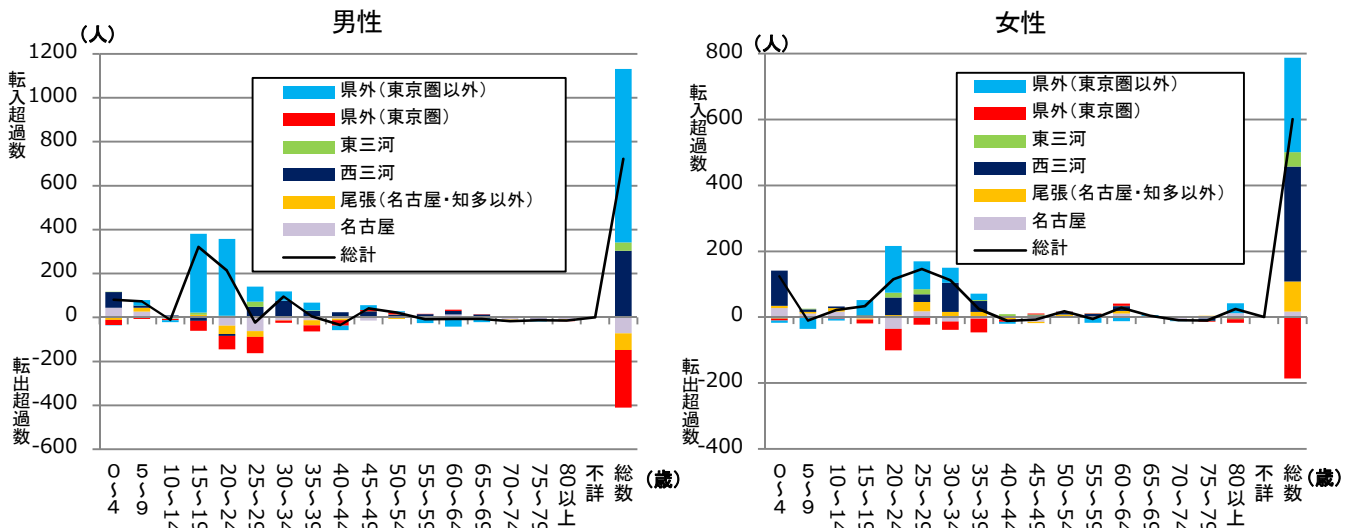 男性
(人)
転入超過数
転出超過数
1200
1000
800
600
400
200
0
-200
-400
-600
県外(東京圏以外)
県外(東京圏)
東三河
西三河
尾張(名古屋・知多以外)
名古屋
総計
0~4
5~9
10~14
15~19
20~24
25~29
30~34
35~39
40~44
45~49
50~54
55~59
60~64
65~69
70~74
75~79
80以上
不詳
総数
(歳)
女性
(人)
転入超過数
転出超過数
800
600
400
200
0
-200
-400
県外(東京圏以外)
県外(東京圏)
東三河
西三河
尾張(名古屋・知多以外)
名古屋
総計
0~4
5~9
10~14
15~19
20~24
25~29
30~34
35~39
40~44
45~49
50~54
55~59
60~64
65~69
70~74
75~79
80以上
不詳
総数
(歳)